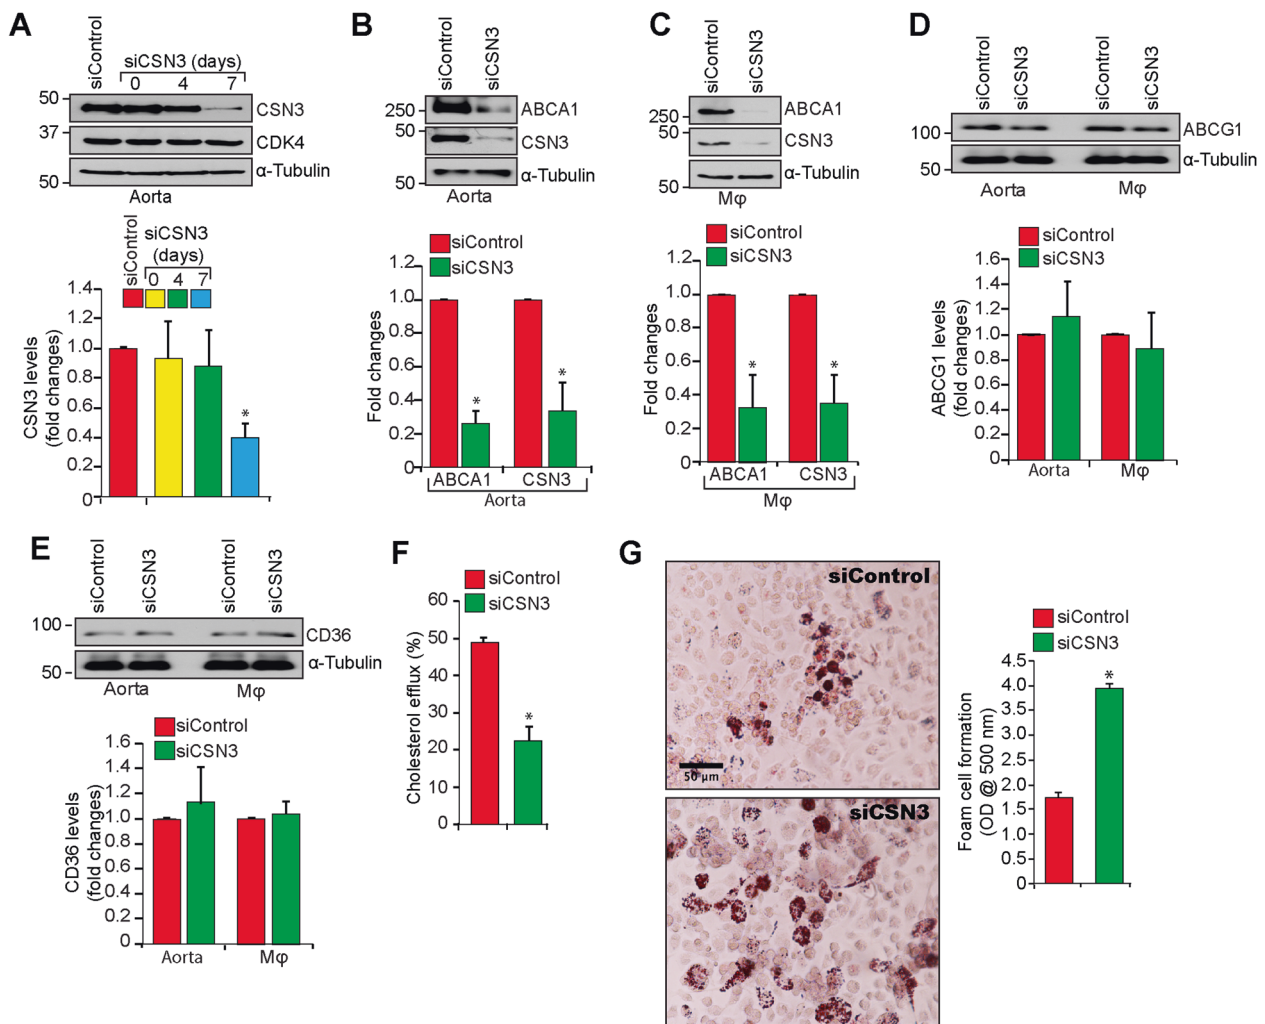 A
siControl
siCSN3 (days)
0 4 7
50
CSN3
37
CDK4
α-Tubulin
50
Aorta
siControl
siCSN3
(days)
0 4 7
CSN3 levels
(fold changes)
1.4
1.2
1.0
0.8
0.6
0.4
0.2
0
*
B
siControl
siCSN3
250
ABCA1
50
CSN3
α-Tubulin
50
Aorta
siControl
siCSN3
Fold changes
1.2
1.0
0.8
0.6
0.4
0.2
0
*
*
ABCA1 CSN3
Aorta
C
siControl
siCSN3
250
ABCA1
50
CSN3
α-Tubulin
50
Mφ
siControl
siCSN3
Fold changes
1.2
1.0
0.8
0.6
0.4
0.2
0
*
*
ABCA1 CSN3
Mφ
D
siControl
siCSN3
siControl
siCSN3
100
ABCG1
α-Tubulin
50
Aorta Mφ
siControl
siCSN3
ABCG1 levels
(fold changes)
1.6
1.4
1.2
1.0
0.8
0.6
0.4
0.2
0
Aorta Mφ
E
siControl
siCSN3
siControl
siCSN3
100
CD36
α-Tubulin
50
Aorta Mφ
siControl
siCSN3
CD36 levels
(fold changes)
1.6
1.4
1.2
1.0
0.8
0.6
0.4
0.2
0
Aorta Mφ
F
siControl
siCSN3
Cholesterol efflux (%)
60
50
40
30
20
10
0
*
G
siControl
50 µm
siCSN3
siControl
siCSN3
Foam cell formation
(OD @ 500 nm)
4.5
4.0
3.5
3.0
2.5
2.0
1.5
1.0
0.5
0
*